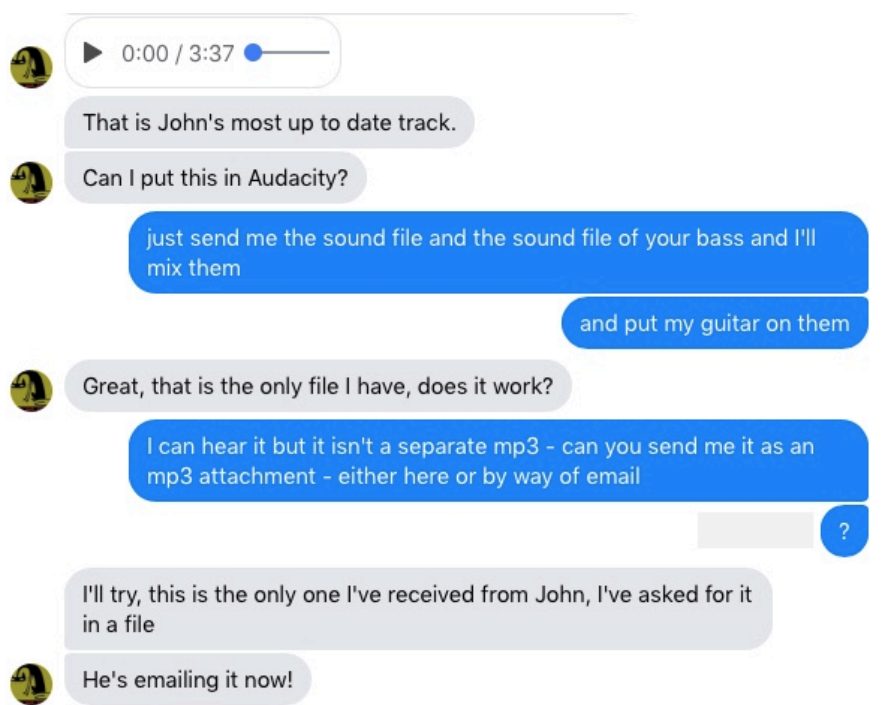 0:00 / 3:37
That is John's most up to date track.
Can I put this in Audacity?
just send me the sound file and the sound file of your bass and I'll
mix them
and put my guitar on them
Great, that is the only file I have, does it work?
I can hear it but it isn't a separate mp3 - can you send me it as an
mp3 attachment - either here or by way of email
?
I'll try, this is the only one I've received from John, I've asked for it
in a file
He's emailing it now!